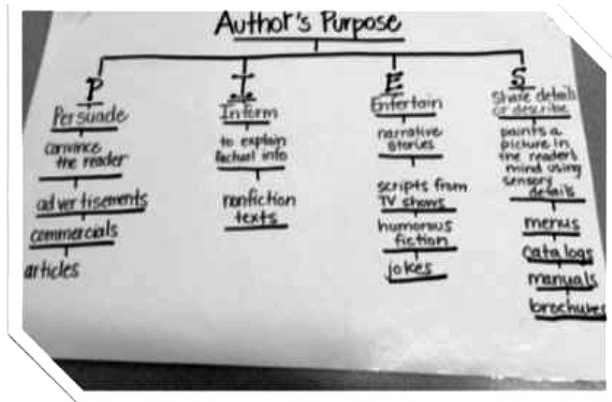 Author's Purpose
P
Persuade
convince
the reader
advertisements
commercials
articles
I
Inform
to explain
factual info
nonfiction
texts
E
Entertain
narrative
stories
scripts from
TV shows
humorous
fiction
jokes
S
Share details
or describe
paints a
picture in
the readers
mind using
sensory
details
menus
catalogs
manuals
brochures